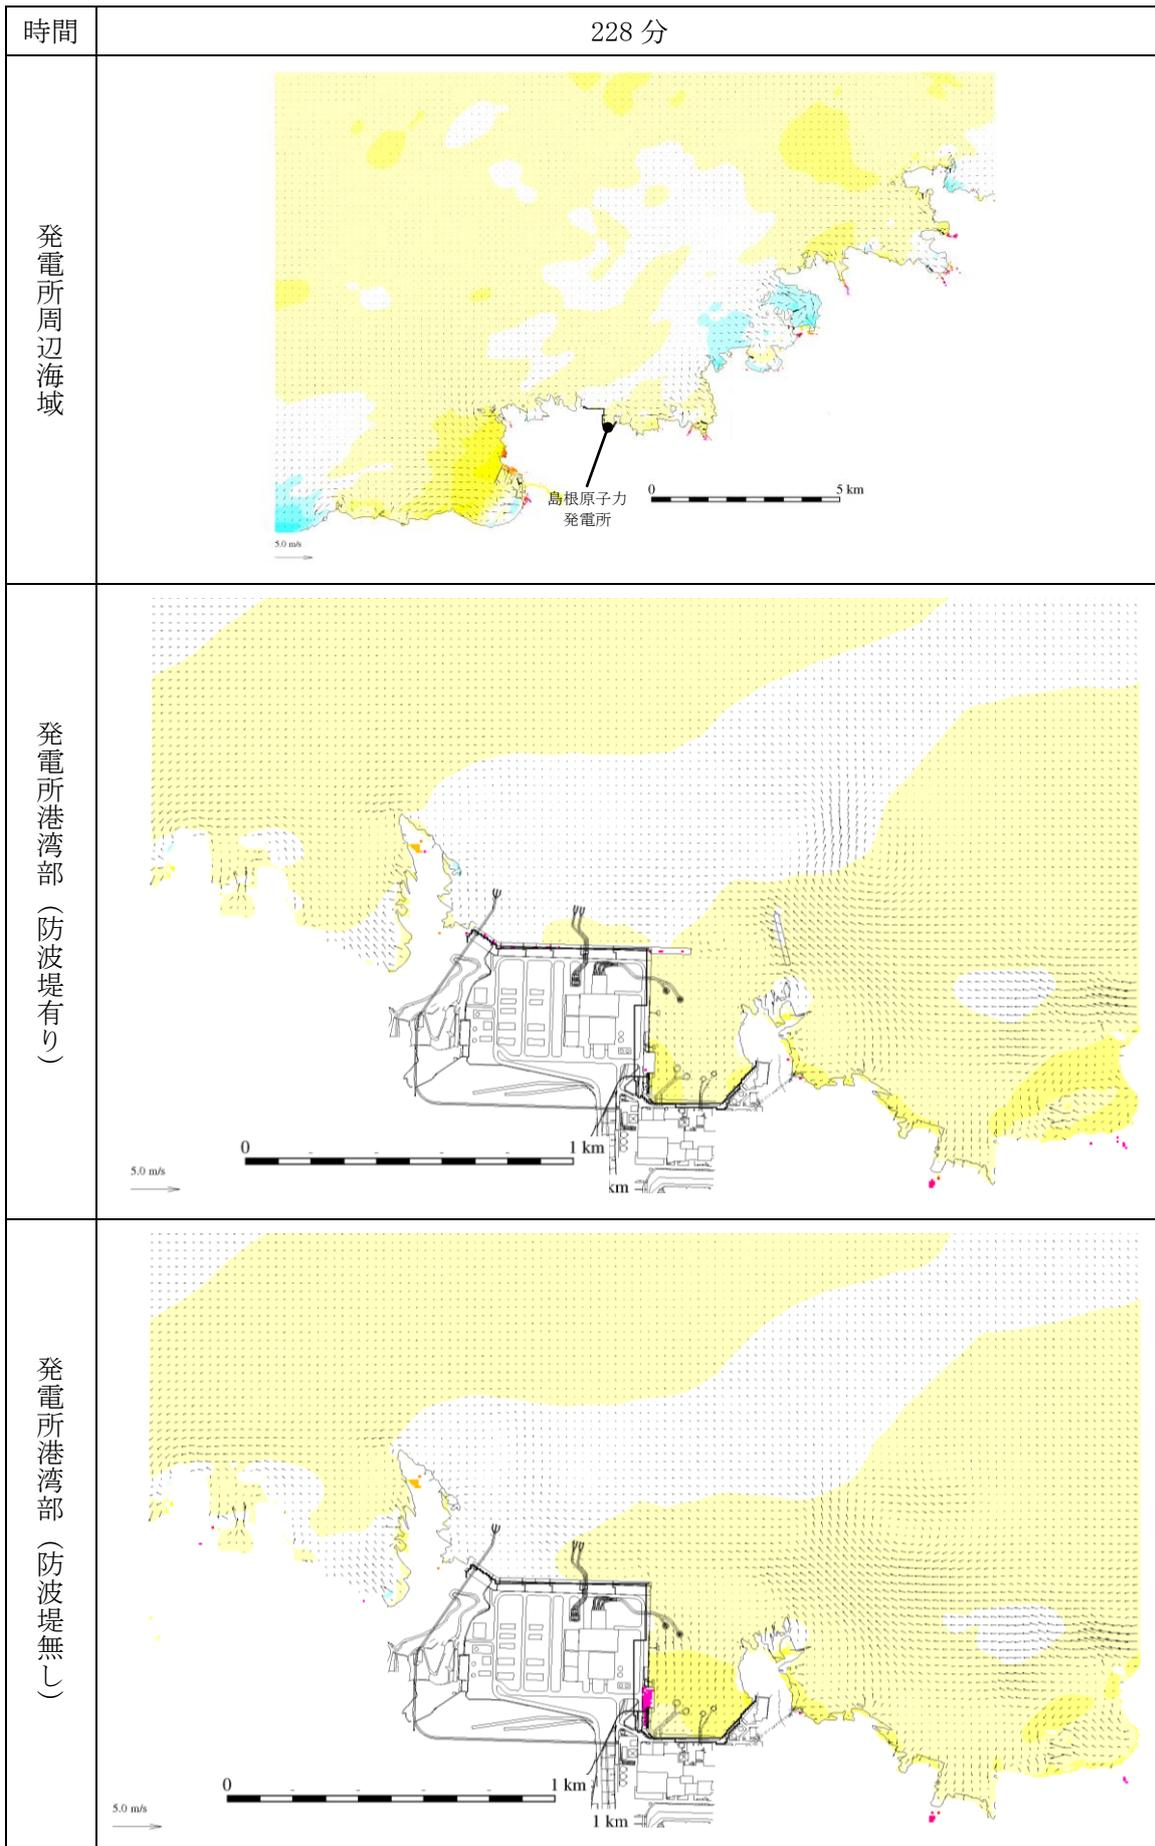 時間
228 分
発電所周辺海域
島根原子力
発電所
0
5 km
5.0 m/s
発電所港湾部（防波堤有り）
0
1 km
km
5.0 m/s
発電所港湾部（防波堤無し）
0
1 km
1 km
5.0 m/s